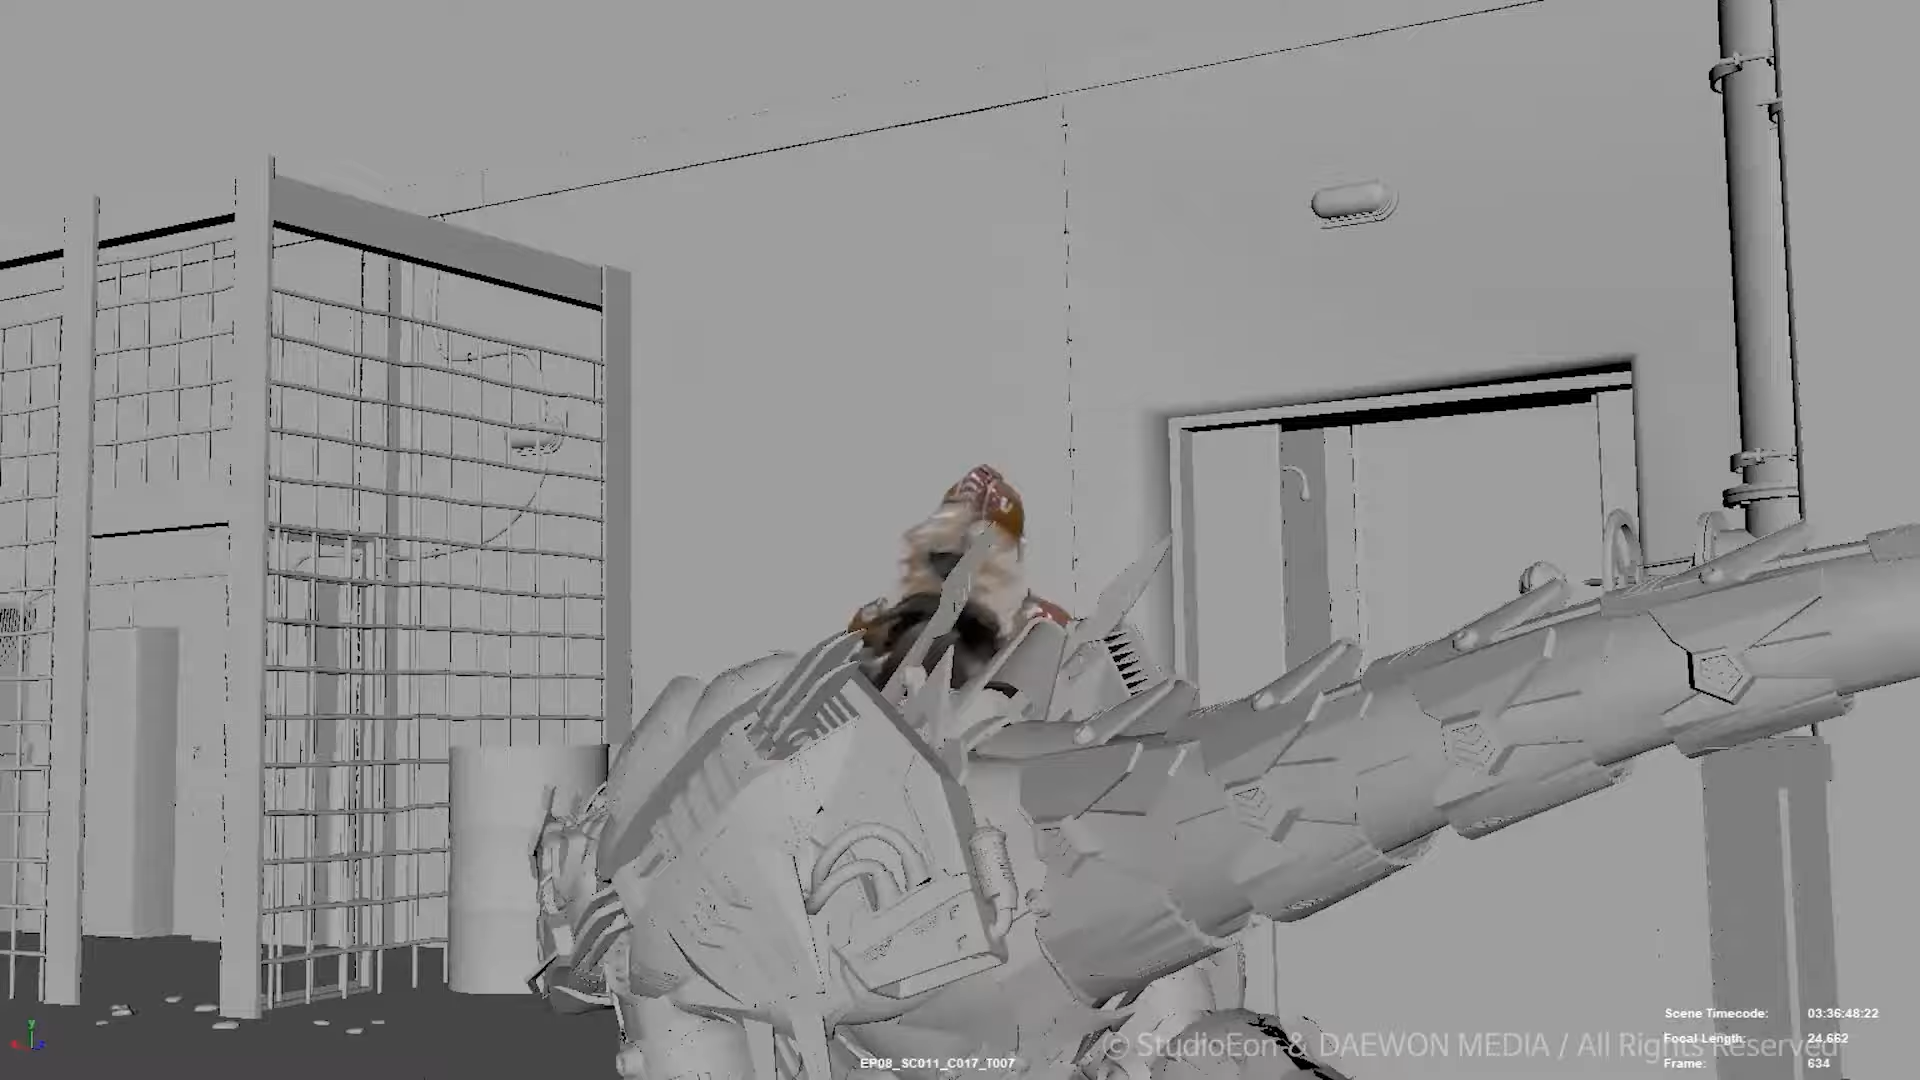 Scene Timecode: 03:36:48:22
Focal Length: 24.662
© StudioEon & DAEWON MEDIA / All Rights Reserved
EP08_SC011_C017_T007
Frame: 634
y